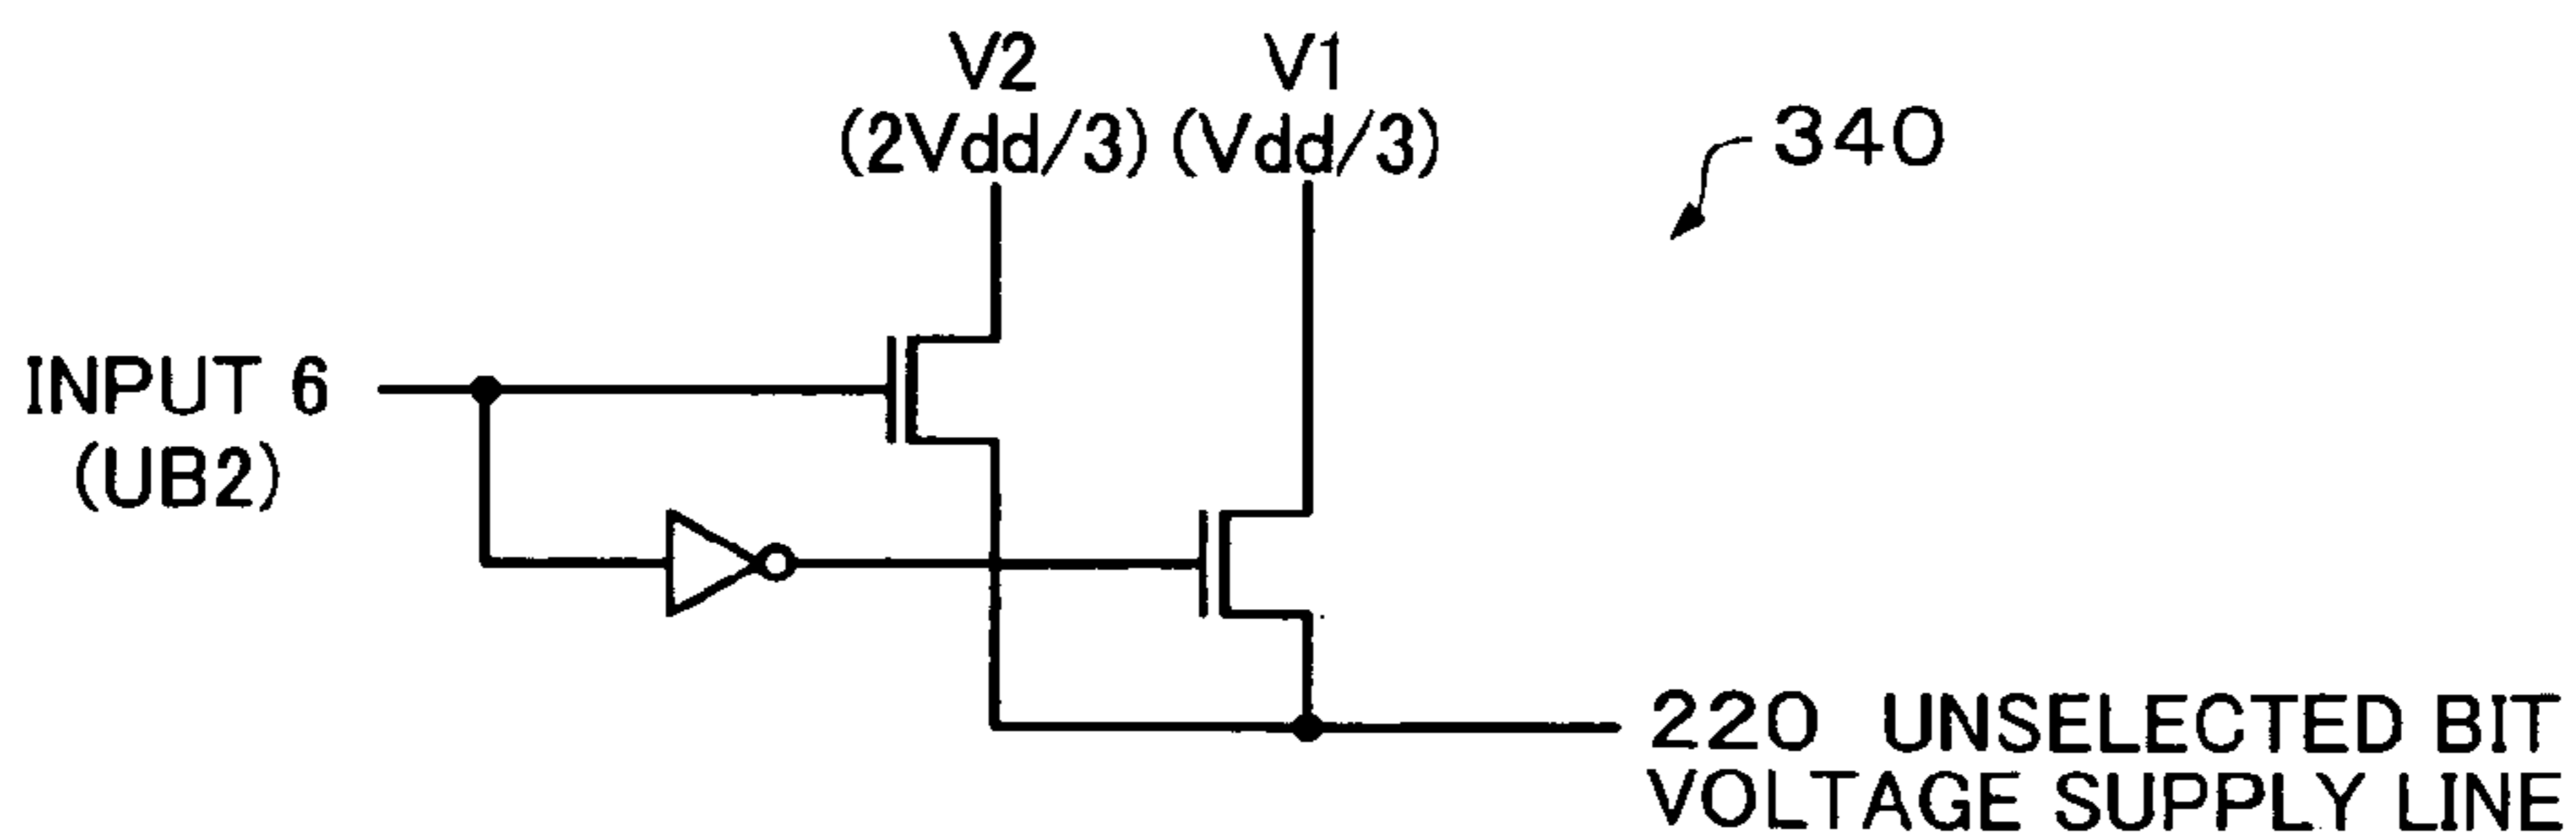 V2 V1
(2Vdd/3) (Vdd/3)
340
INPUT 6
(UB2)
220 UNSELECTED BIT
VOLTAGE SUPPLY LINE